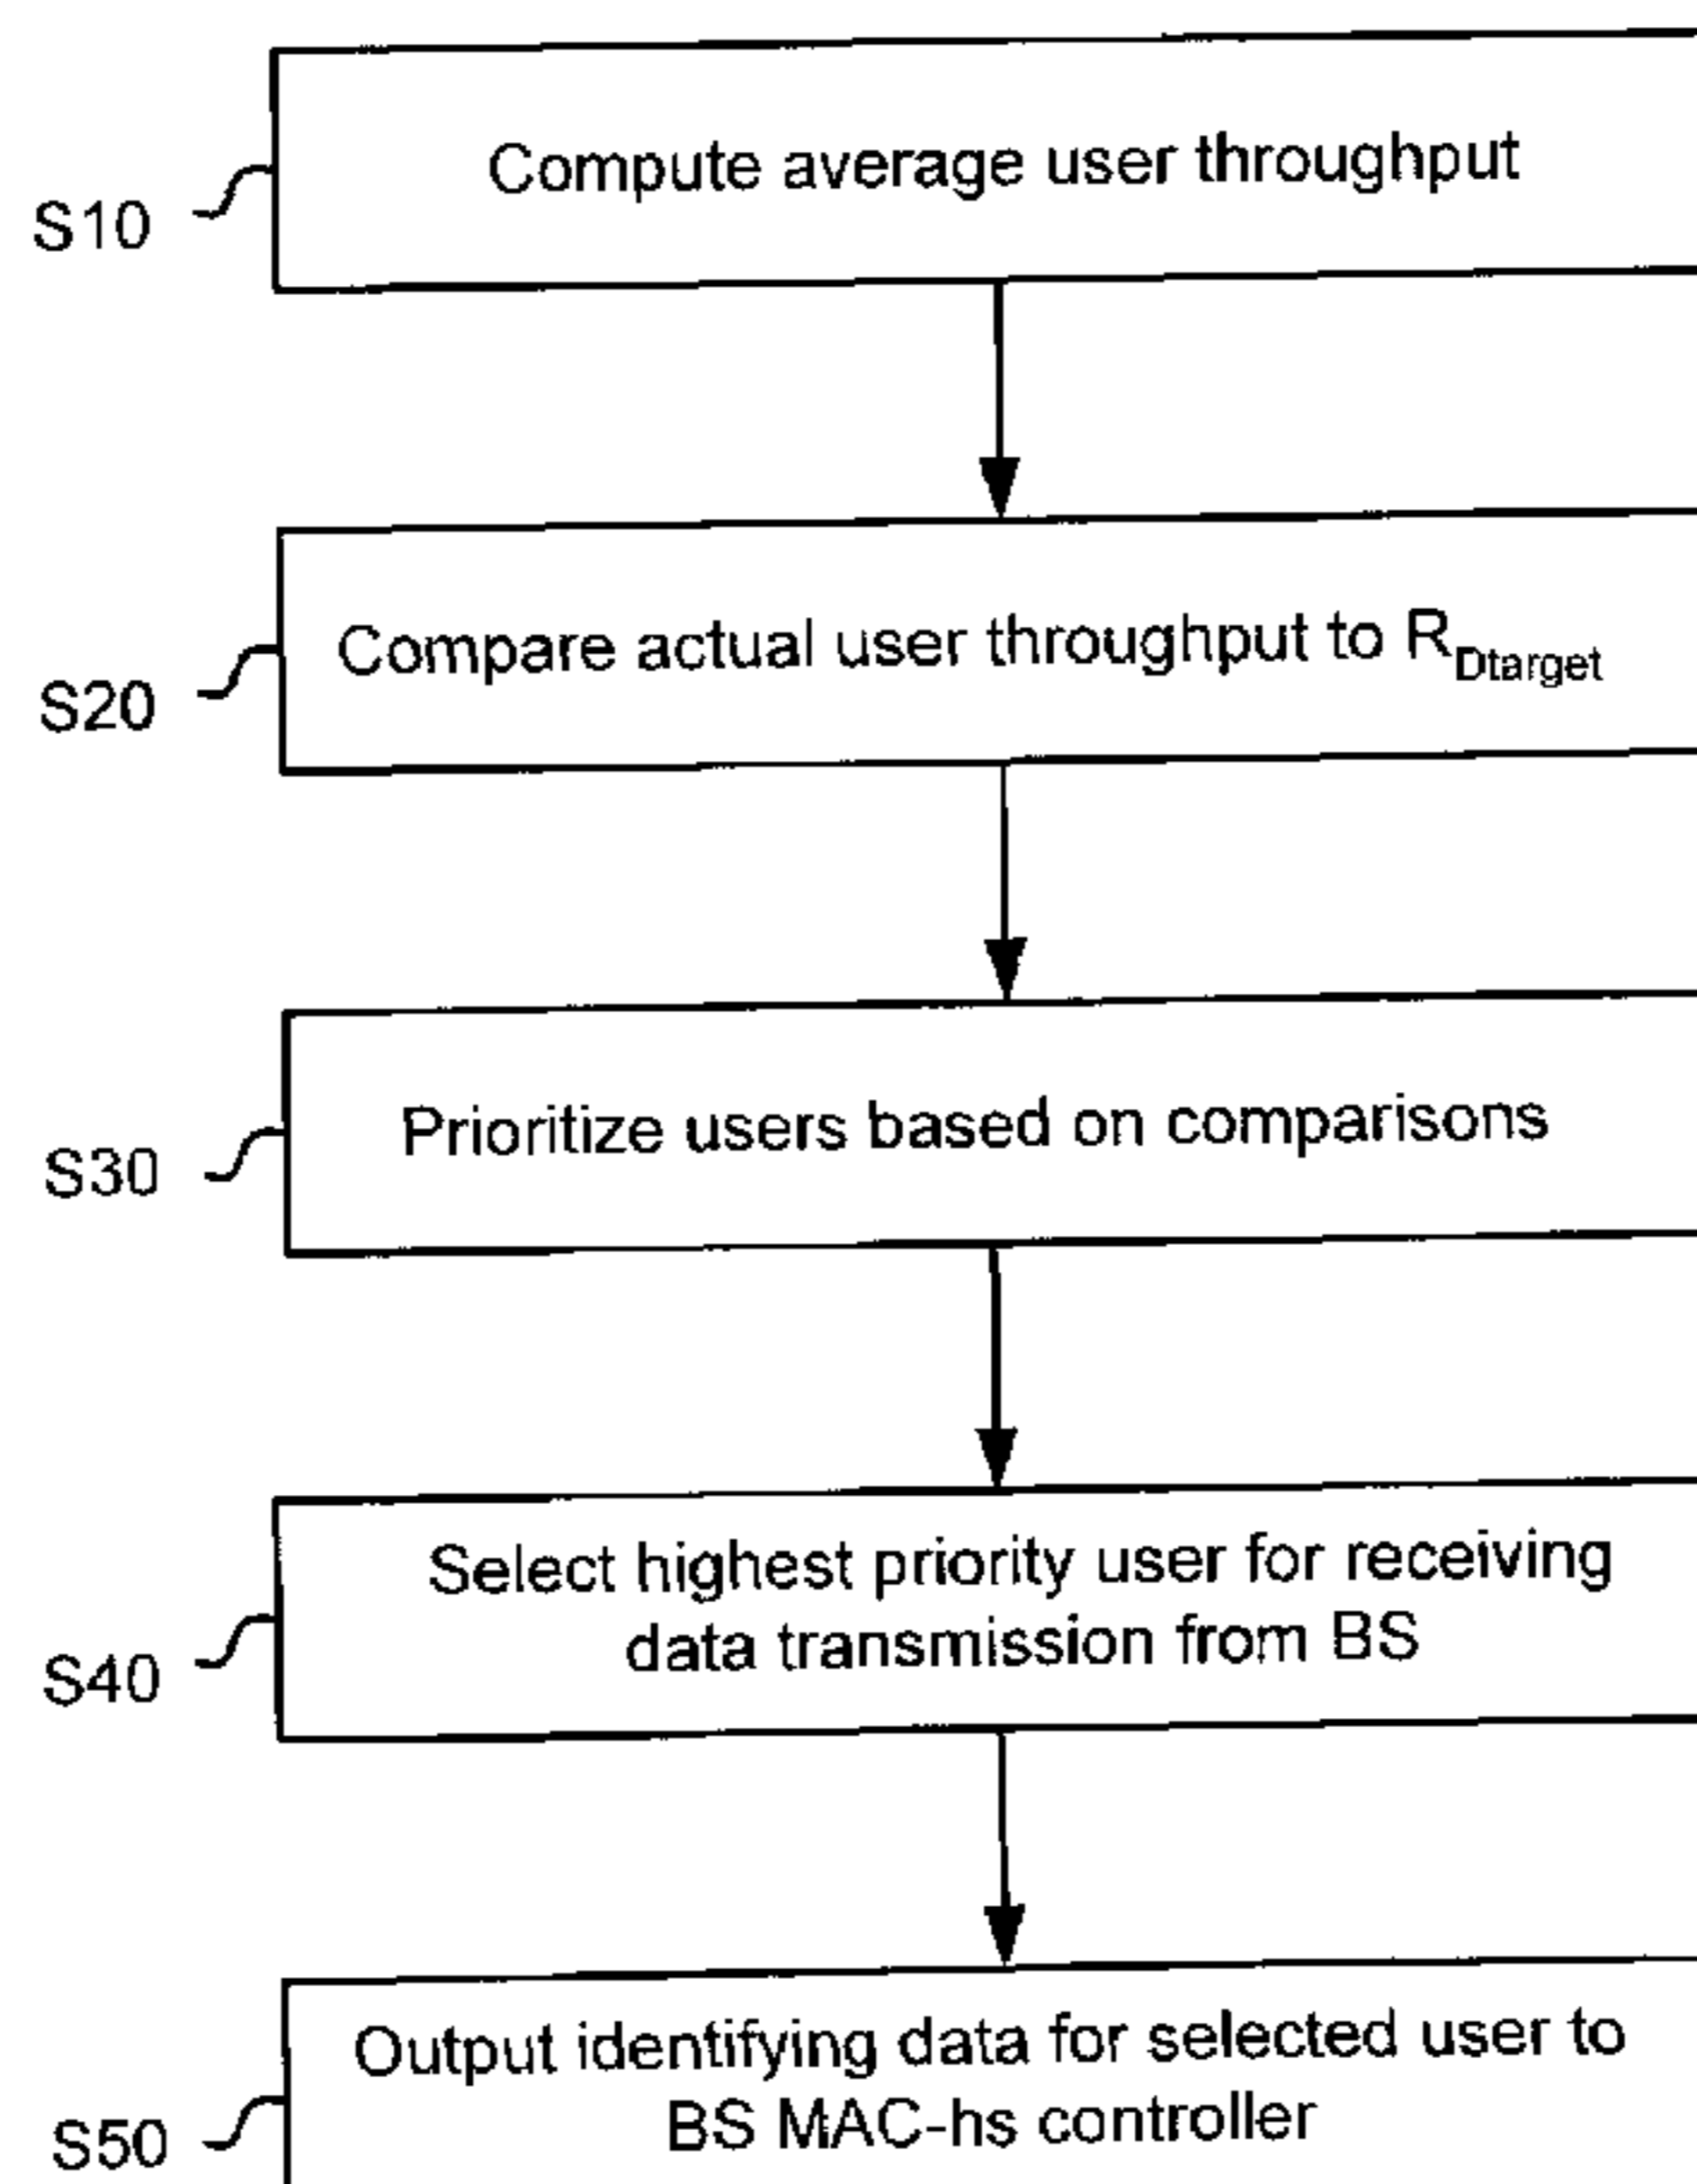 Compute average user throughput
S10
Compare actual user throughput to R_Dtarget
S20
Prioritize users based on comparisons
S30
Select highest priority user for receiving
data transmission from BS
S40
Output identifying data for selected user to
BS MAC-hs controller
S50